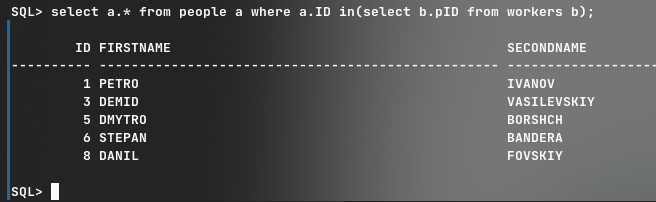 SQL> select a.* from people a where a.ID in(select b.pID from workers b);
ID FIRSTNAME SECONDNAME
---------- -------------------------------------------------- --------------------
1 PETRO IVANOV
3 DEMID VASILEVSKIY
5 DMYTRO BORSHCH
6 STEPAN BANDERA
8 DANIL FOVSKIY
SQL>